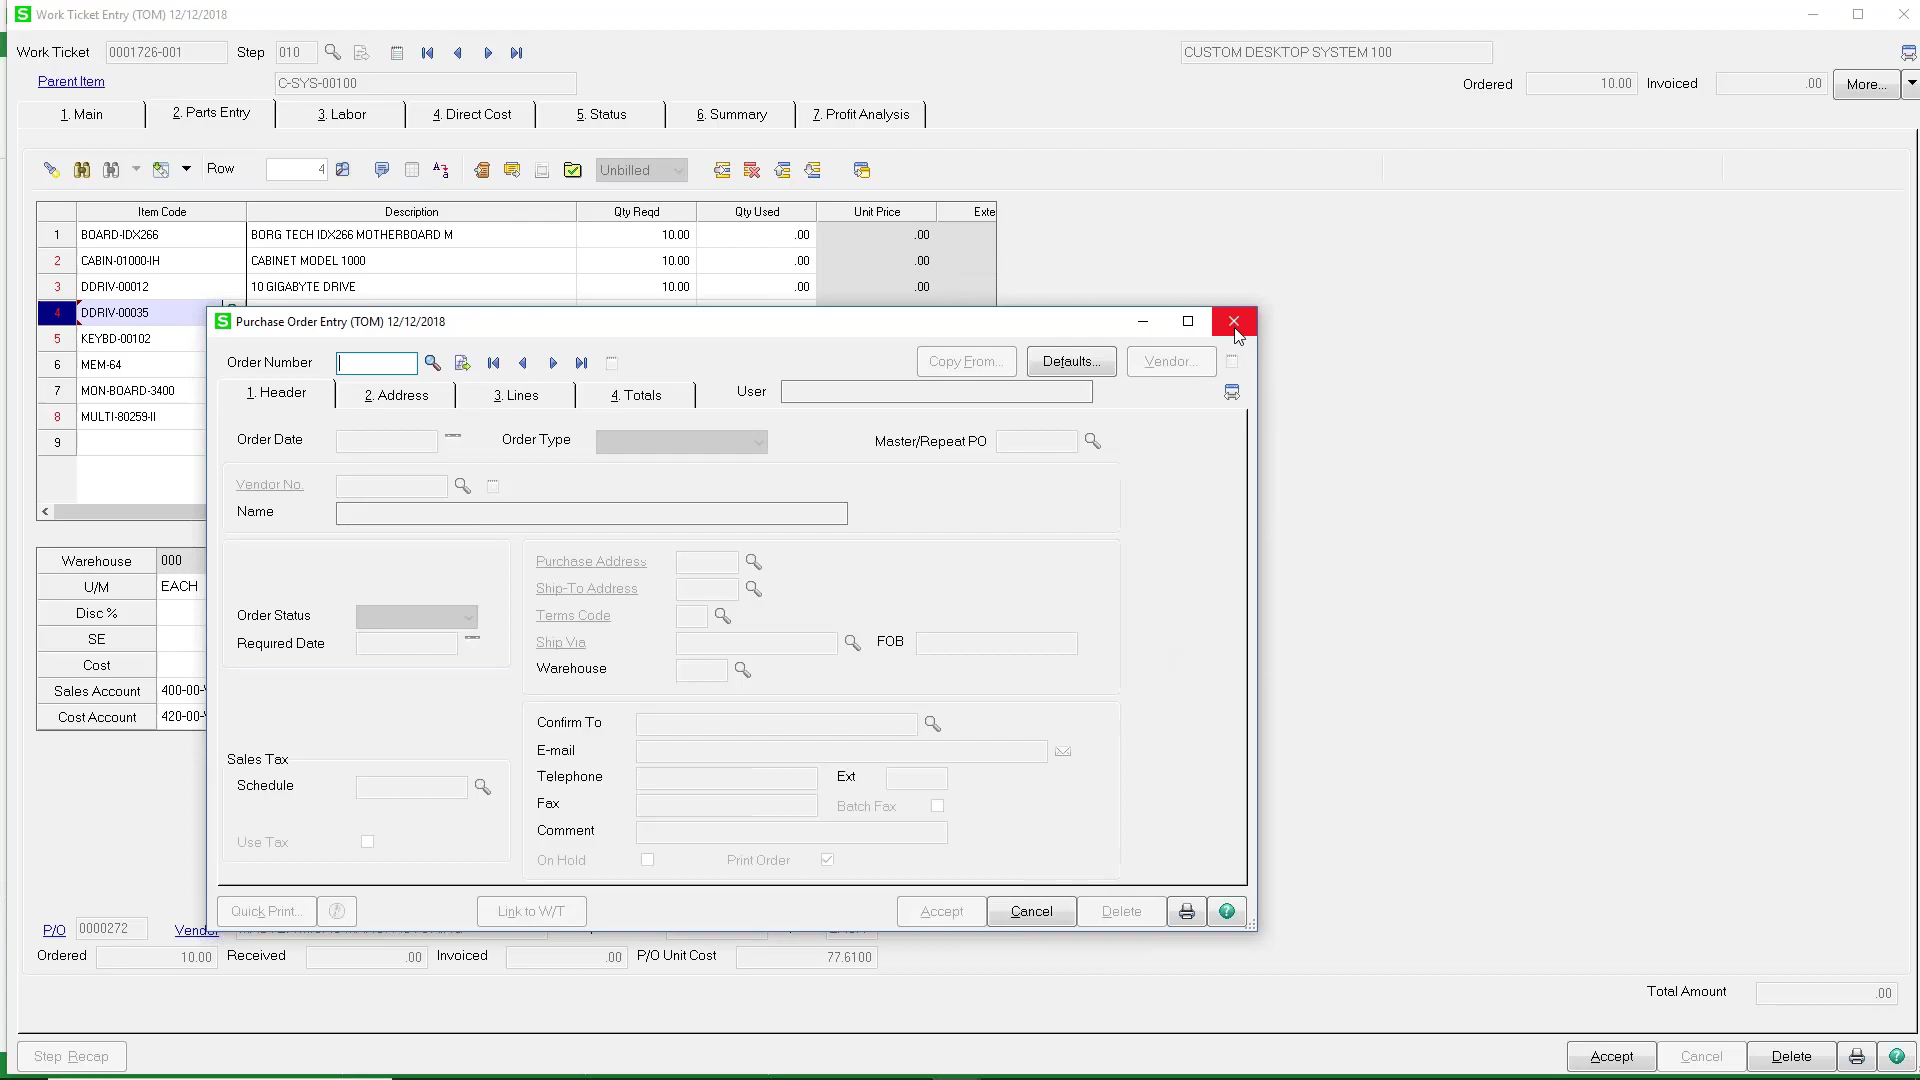 Work Ticket Entry (TOM) 12/12/2018
Work Ticket 0001726-001 Step 010 CUSTOM DESKTOP SYSTEM 100
Parent Item C-SYS-00100 Ordered 10.00 Invoiced .00 More...
1. Main 2. Parts Entry 3. Labor 4. Direct Cost 5. Status 6. Summary 7. Profit Analysis
Row 4 Unbilled
Item Code Description Qty Reqd Qty Used Unit Price Exte
1 BOARD-IDX266 BORG TECH IDX266 MOTHERBOARD M 10.00 .00 .00
2 CABIN-01000-IH CABINET MODEL 1000 10.00 .00 .00
3 DDRIV-00012 10 GIGABYTE DRIVE 10.00 .00 .00
4 DDRIV-00035
5 KEYBD-00102
6 MEM-64
7 MON-BOARD-3400
8 MULTI-80259-II
9
Warehouse 000
U/M EACH
Disc %
SE
Cost
Sales Account 400-00-
Cost Account 420-00-
Purchase Order Entry (TOM) 12/12/2018
Order Number Copy From... Defaults... Vendor...
1. Header 2. Address 3. Lines 4. Totals User
Order Date Order Type Master/Repeat PO
Vendor No.
Name
Purchase Address
Ship-To Address
Order Status Terms Code
Required Date Ship Via FOB
Warehouse
Confirm To
E-mail
Sales Tax
Schedule Telephone Ext
Fax Batch Fax
Comment
Use Tax On Hold Print Order
Quick Print... Link to W/T Accept Cancel Delete
P/O 0000272 Vendor
Ordered 10.00 Received .00 Invoiced .00 P/O Unit Cost 77.6100
Total Amount .00
Step Recap Accept Cancel Delete